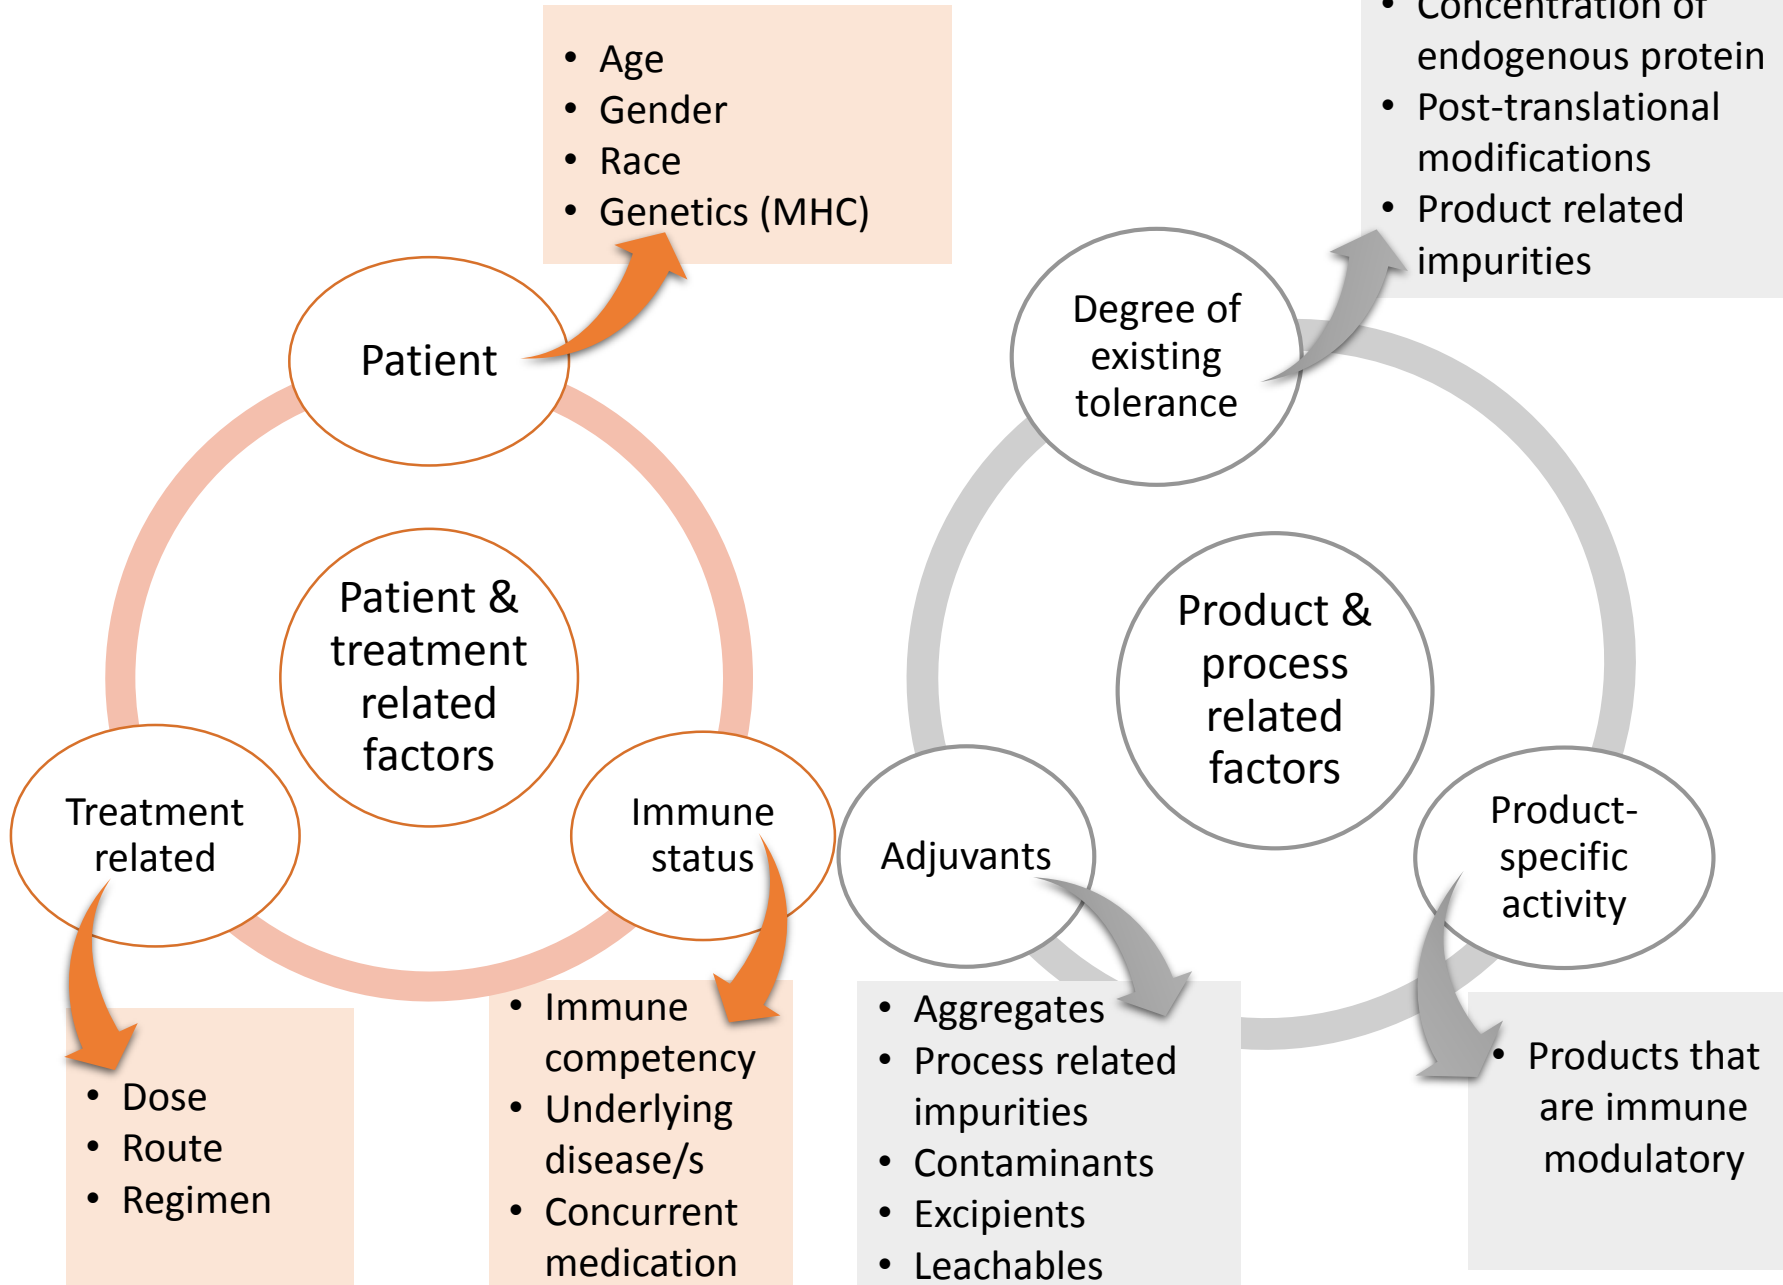 • Age
• Gender
• Race
• Genetics (MHC)
• Concentration of
endogenous protein
• Post-translational
modifications
• Product related
impurities
Patient
Degree of
existing
tolerance
Patient &
treatment
related
factors
Product &
process
related
factors
Treatment
related
Immune
status
Adjuvants
Product-
specific
activity
• Dose
• Route
• Regimen
• Immune
competency
• Underlying
disease/s
• Concurrent
medication
• Aggregates
• Process related
impurities
• Contaminants
• Excipients
• Leachables
• Products that
are immune
modulatory